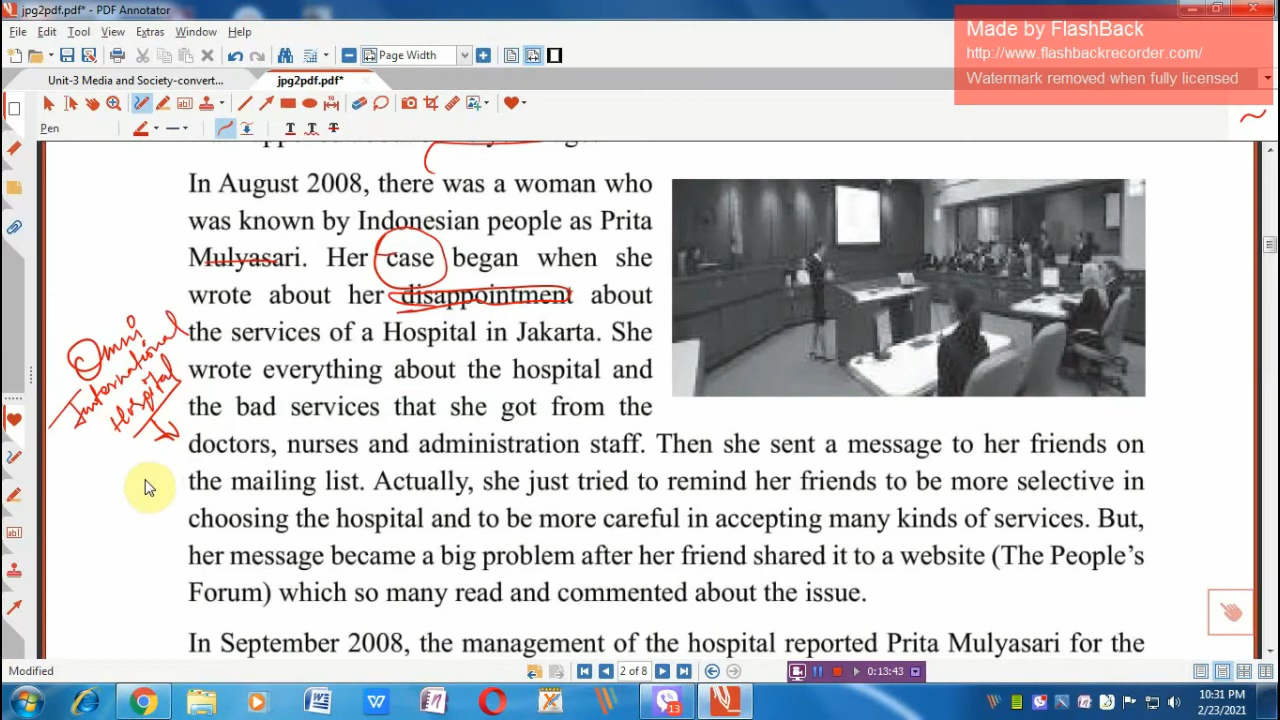 jpg2pdf.pdf* - PDF Annotator
Made by FlashBack
http://www.flashbackrecorder.com/
Watermark removed when fully licensed
File Edit Tool Omni Extras Window Help
Page Width
Unit-3 Media and Society-convert... jpg2pdf.pdf*
Pen
In August 2008, there was a woman who
was known by Indonesian people as Prita
Mulyasari. Her case began when she
wrote about her disappointment about
the services of a Hospital in Jakarta. She
wrote everything about the hospital and
the bad services that she got from the
doctors, nurses and administration staff. Then she sent a message to her friends on
the mailing list. Actually, she just tried to remind her friends to be more selective in
choosing the hospital and to be more careful in accepting many kinds of services. But,
her message became a big problem after her friend shared it to a website (The People's
Forum) which so many read and commented about the issue.
In September 2008, the management of the hospital reported Prita Mulyasari for the
Omni
International
Hospital
Modified
2 of 8
0:13:43
13
10:31 PM
2/23/2021